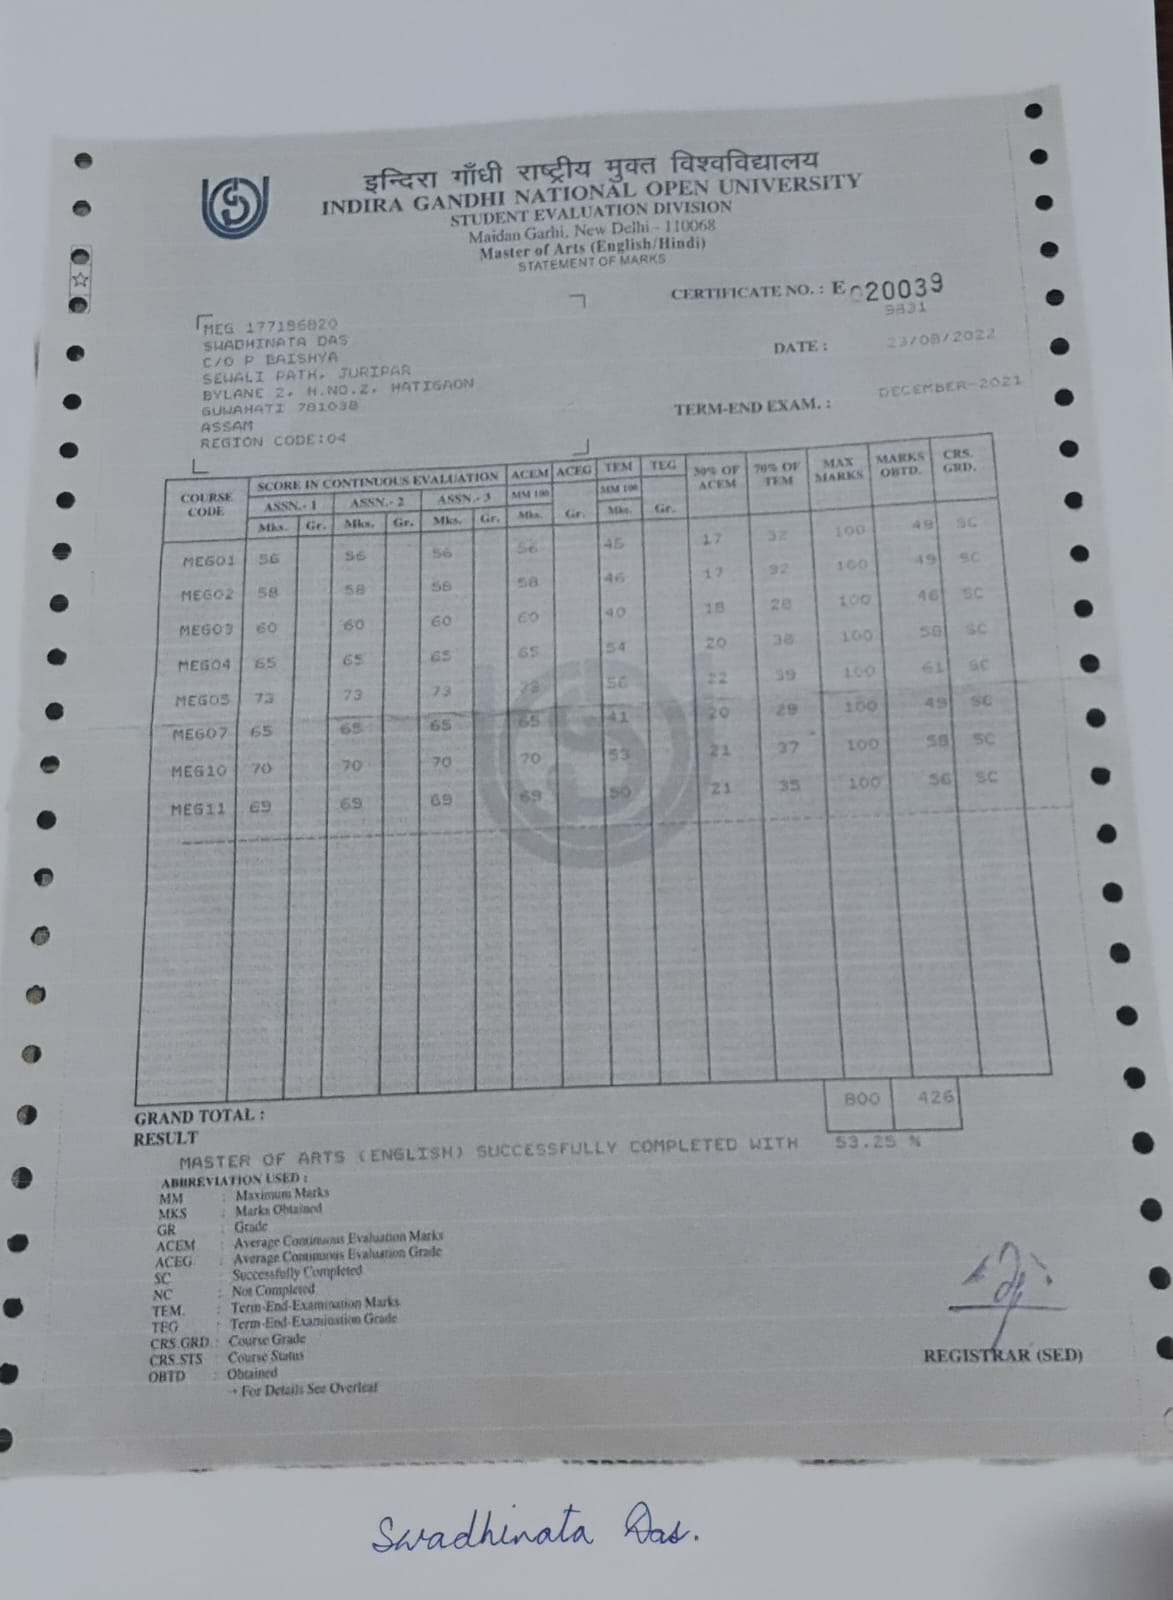 इन्दिरा गाँधी राष्ट्रीय मुक्त विश्वविद्यालय
INDIRA GANDHI NATIONAL OPEN UNIVERSITY
STUDENT EVALUATION DIVISION
Maidan Garhi, New Delhi - 110068
Master of Arts (English/Hindi)
STATEMENT OF MARKS
CERTIFICATE NO. : E 020039
9831
MEG 177186820
SWADHINATA DAS
C/O P BAISHYA
SEWALI PATH, JURIPAR
BYLANE 2, H.NO.2, HATIGAON
GUWAHATI 781038
ASSAM
REGION CODE:04
DATE : 23/08/2022
TERM-END EXAM. : DECEMBER-2021
COURSE CODE SCORE IN CONTINUOUS EVALUATION ACEM ACEG TEM TEG 30% OF ACEM 70% OF TEM MAX MARKS MARKS OBTD. CRS. GRD.
ASSN.- 1 ASSN.- 2 ASSN.- 3 MM 100 MM 100
Mks. Gr. Mks. Gr. Mks. Gr. Mks. Gr. Mks. Gr.
MEG01 56 56 56 56 45 17 32 100 49 SC
MEG02 58 58 58 58 46 17 32 100 49 SC
MEG03 60 60 60 60 40 18 28 100 46 SC
MEG04 65 65 65 65 54 20 38 100 58 SC
MEG05 73 73 73 73 56 22 39 100 61 SC
MEG07 65 65 65 65 41 20 29 100 49 SC
MEG10 70 70 70 70 53 21 37 100 58 SC
MEG11 69 69 69 69 50 21 35 100 56 SC
GRAND TOTAL : 800 426
RESULT
MASTER OF ARTS (ENGLISH) SUCCESSFULLY COMPLETED WITH 53.25 %
ABBREVIATION USED :
MM : Maximum Marks
MKS : Marks Obtained
GR : Grade
ACEM : Average Continuous Evaluation Marks
ACEG : Average Continuous Evaluation Grade
SC : Successfully Completed
NC : Not Completed
TEM. : Term-End-Examination Marks
TEG : Term-End-Examination Grade
CRS.GRD. : Course Grade
CRS.STS : Course Status
OBTD : Obtained
→ For Details See Overleaf
REGISTRAR (SED)
Swadhinata Das.